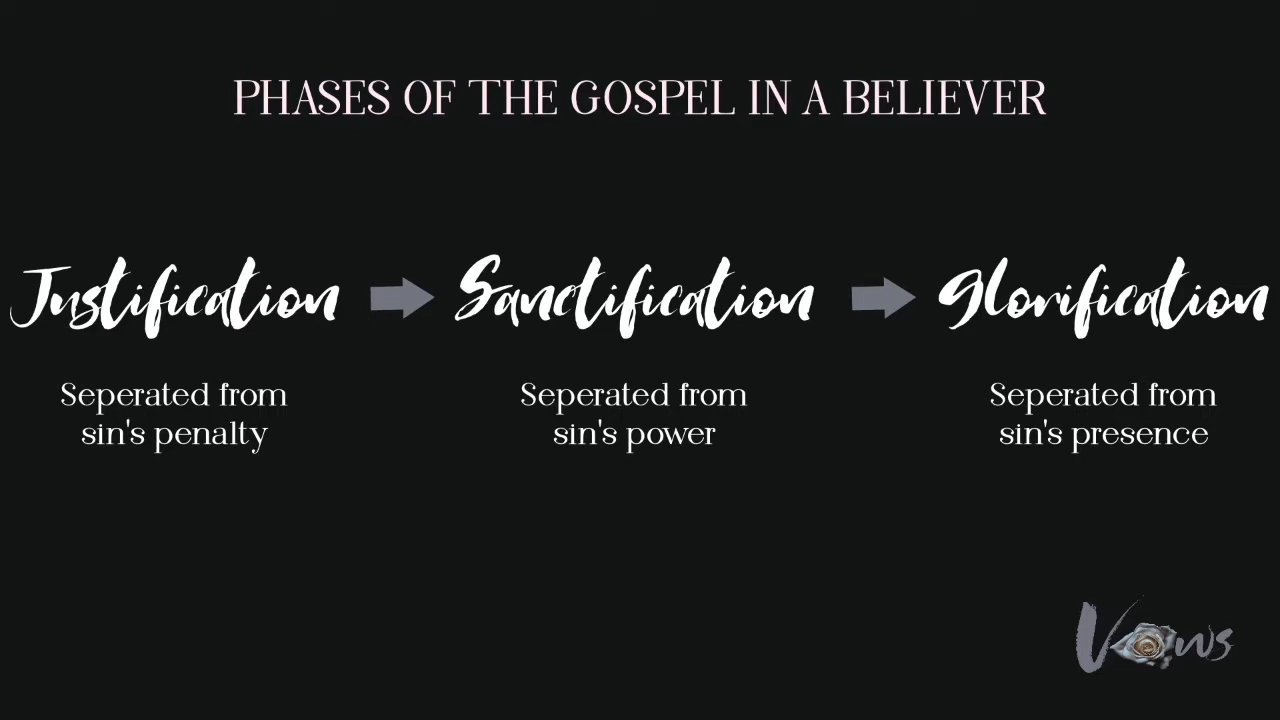 PHASES OF THE GOSPEL IN A BELIEVER
Justification
Sanctification
Glorification
Seperated from
sin's penalty
Seperated from
sin's power
Seperated from
sin's presence
Vows